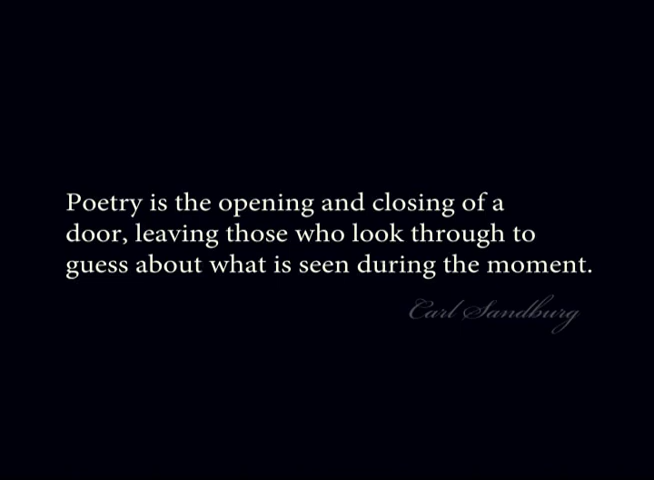 Poetry is the opening and closing of a
door, leaving those who look through to
guess about what is seen during the moment.
Carl Sandburg